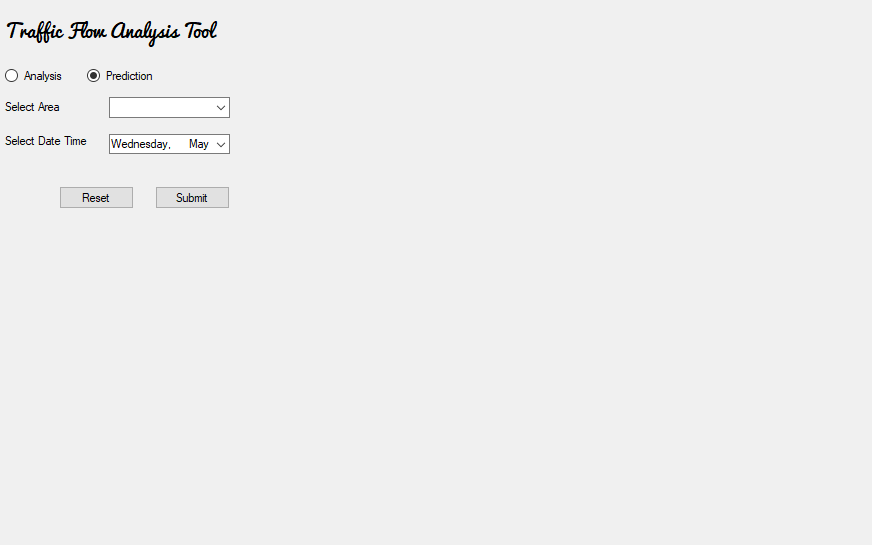 Traffic Flow Analysis Tool
Analysis Prediction
Select Area
Select Date Time Wednesday, May
Reset Submit